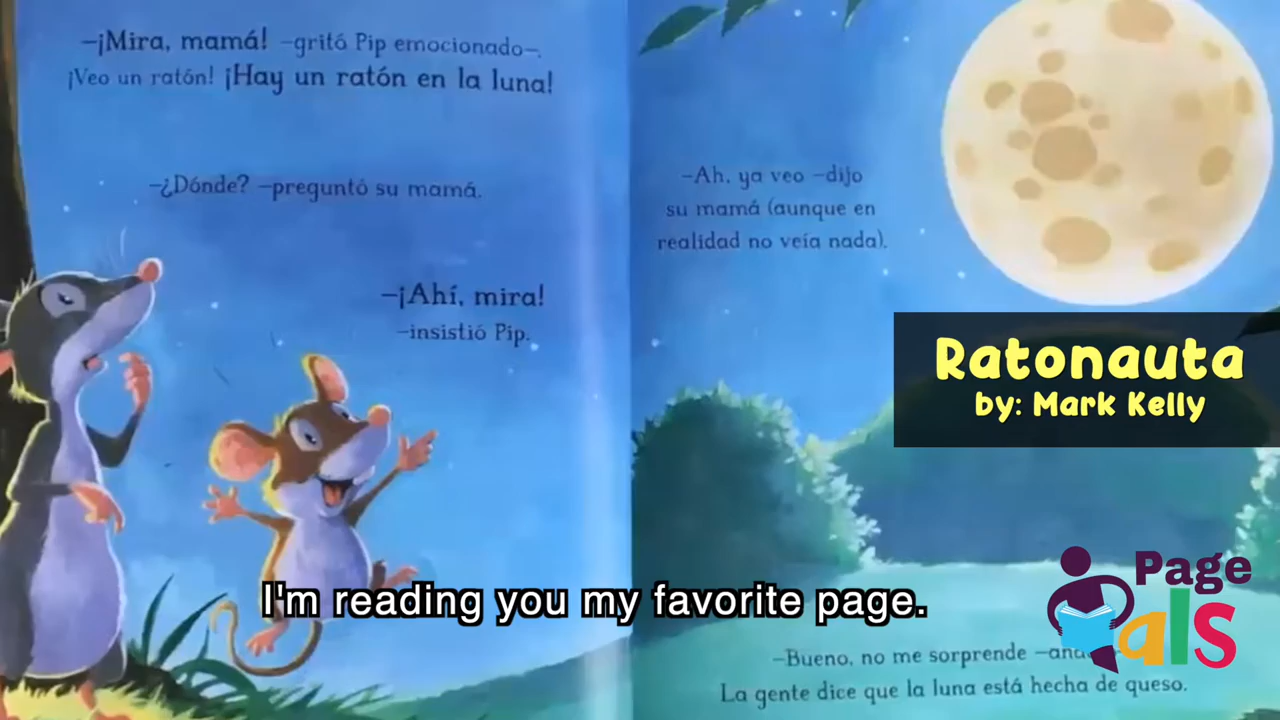 –¡Mira, mamá! –gritó Pip emocionado–.
¡Veo un ratón! ¡Hay un ratón en la luna!
–¿Dónde? –preguntó su mamá.
–¡Ahí, mira!
–insistió Pip.
–Ah, ya veo –dijo
su mamá (aunque en
realidad no veía nada).
–Bueno, no me sorprende
La gente dice que la luna está hecha de queso.
Ratonauta
by: Mark Kelly
I'm reading you my favorite page.
Page
als